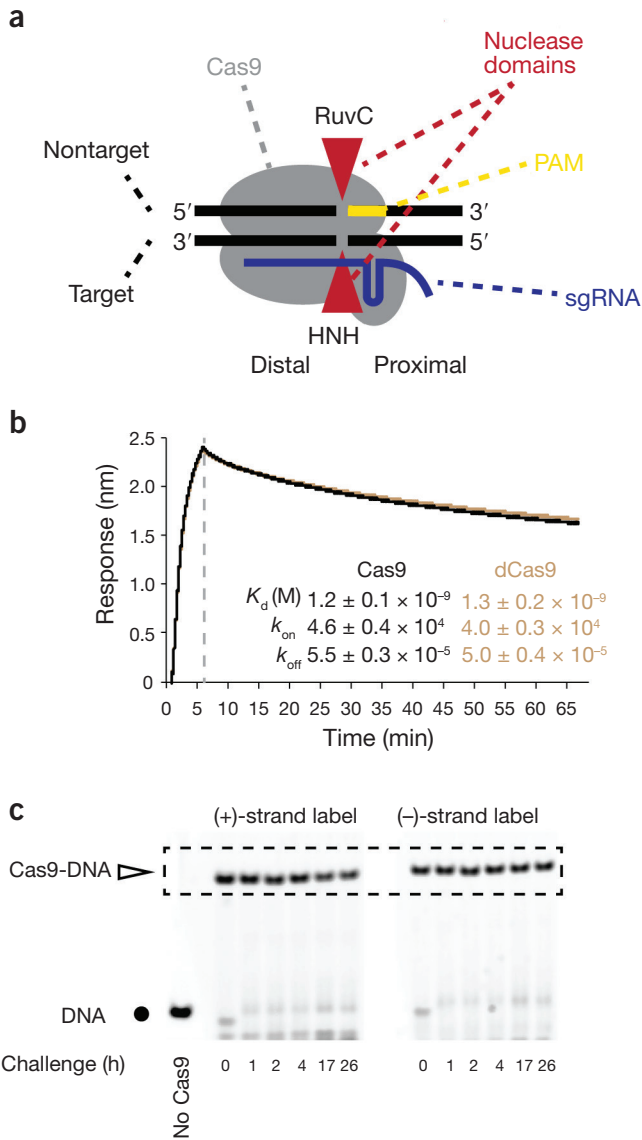 a
Cas9
Nuclease
domains
RuvC
Nontarget
PAM
5′ 3′
3′ 5′
Target
sgRNA
HNH
Distal Proximal
b
Response (nm)
2.5
2.0
1.5
1.0
0.5
0
Cas9 dCas9
Kd (M) 1.2 ± 0.1 × 10⁻⁹ 1.3 ± 0.2 × 10⁻⁹
kon 4.6 ± 0.4 × 10⁴ 4.0 ± 0.3 × 10⁴
koff 5.5 ± 0.3 × 10⁻⁵ 5.0 ± 0.4 × 10⁻⁵
0 5 10 15 20 25 30 35 40 45 50 55 60 65
Time (min)
c
(+)-strand label (–)-strand label
Cas9-DNA
DNA
Challenge (h) No Cas9 0 1 2 4 17 26 0 1 2 4 17 26